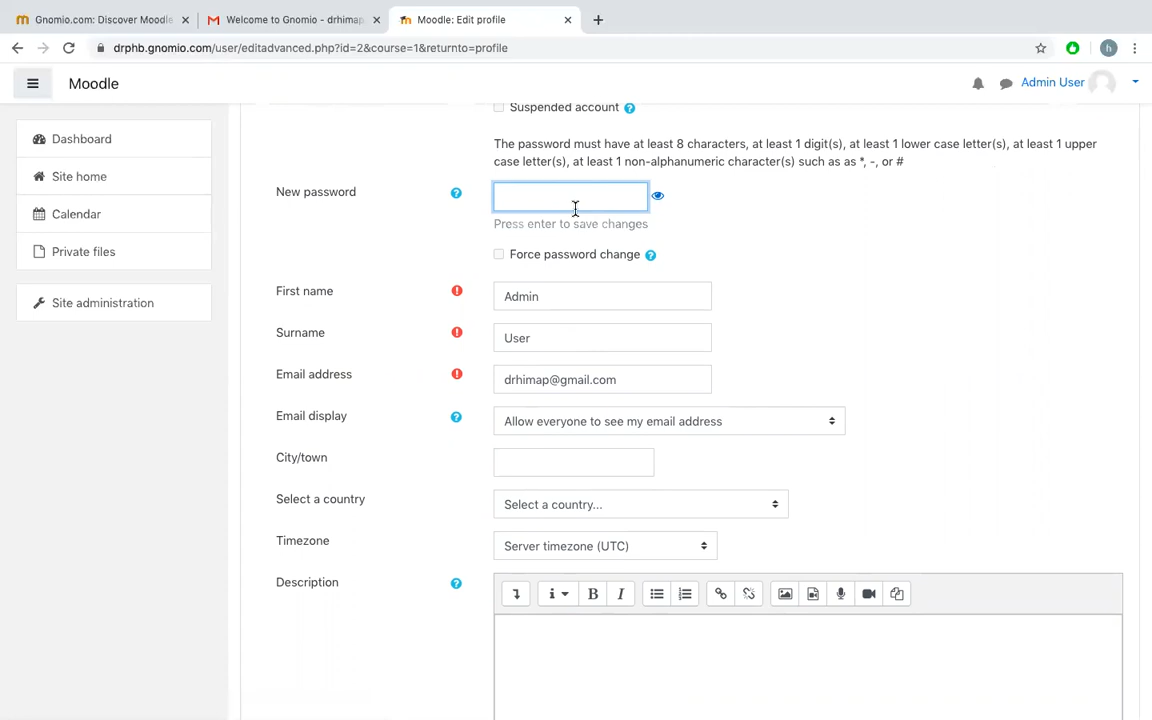 Gnomio.com: Discover Moodle
Welcome to Gnomio - drhimap
Moodle: Edit profile
drphb.gnomio.com/user/editadvanced.php?id=2&course=1&returnto=profile
h
Moodle
Admin User
Dashboard
Site home
Calendar
Private files
Site administration
Suspended account
The password must have at least 8 characters, at least 1 digit(s), at least 1 lower case letter(s), at least 1 upper
case letter(s), at least 1 non-alphanumeric character(s) such as as *, -, or #
New password
Press enter to save changes
Force password change
First name
Admin
Surname
User
Email address
drhimap@gmail.com
Email display
Allow everyone to see my email address
City/town
Select a country
Select a country...
Timezone
Server timezone (UTC)
Description